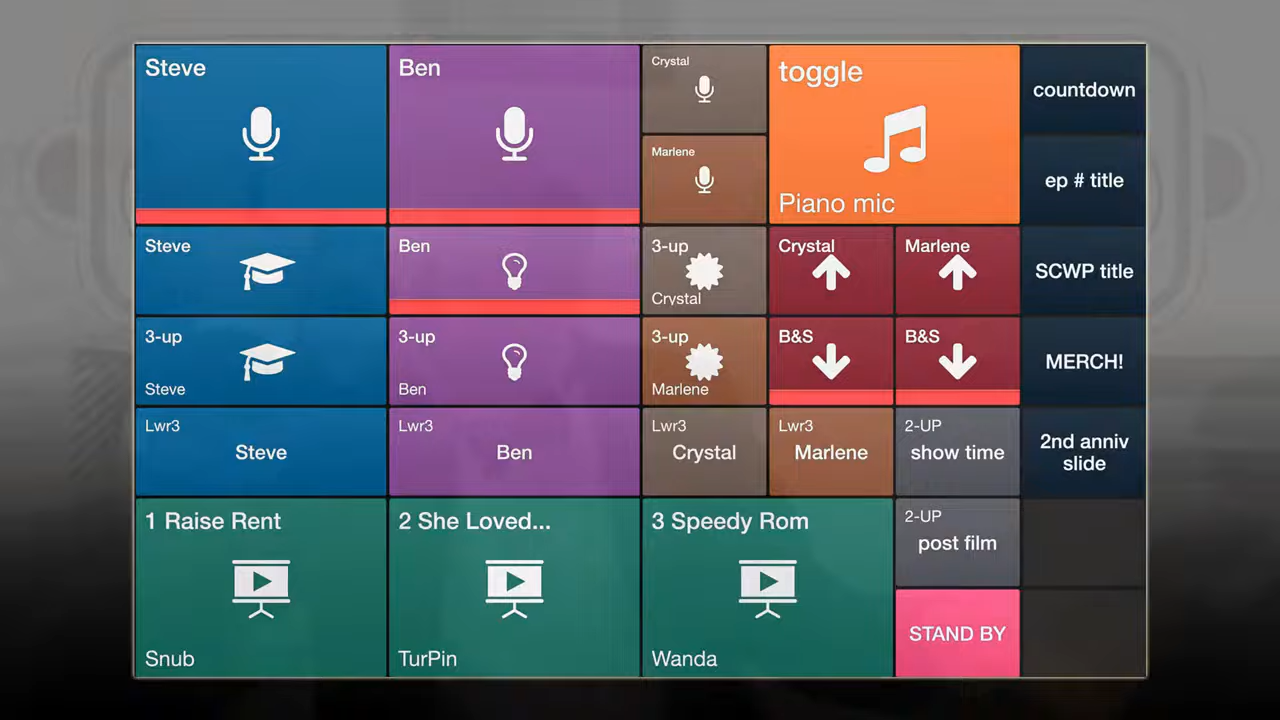 Steve
Ben
Crystal
toggle
countdown
Marlene
ep # title
Piano mic
Steve
Ben
3-up
Crystal
Crystal
Marlene
SCWP title
3-up
Steve
3-up
Ben
3-up
Marlene
B&S
B&S
MERCH!
Lwr3
Steve
Lwr3
Ben
Lwr3
Crystal
Lwr3
Marlene
2-UP
show time
2nd anniv
slide
1 Raise Rent
Snub
2 She Loved...
TurPin
3 Speedy Rom
Wanda
2-UP
post film
STAND BY